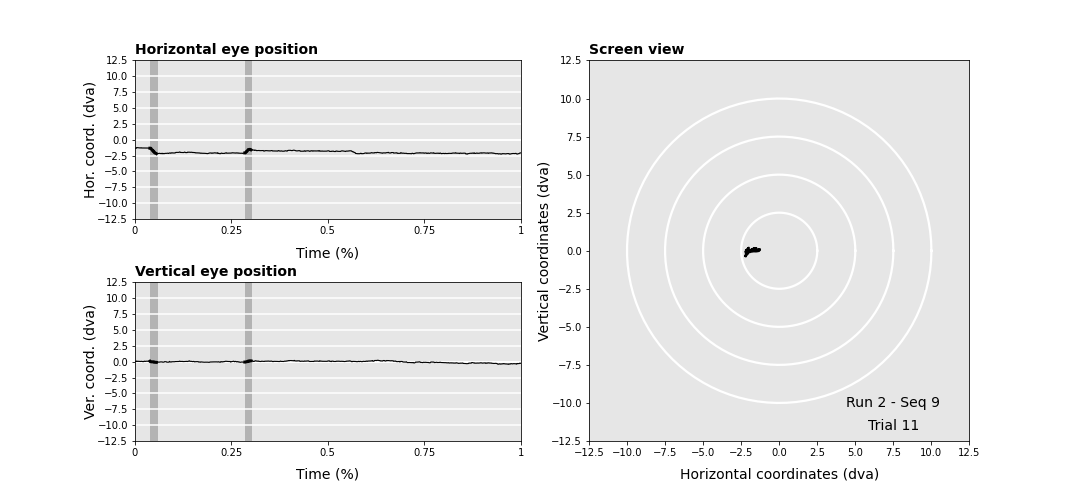 Horizontal eye position
Hor. coord. (dva)
12.5
10.0
7.5
5.0
2.5
0.0
−2.5
−5.0
−7.5
−10.0
−12.5
0 0.25 0.5 0.75 1
Time (%)
Vertical eye position
Ver. coord. (dva)
12.5
10.0
7.5
5.0
2.5
0.0
−2.5
−5.0
−7.5
−10.0
−12.5
0 0.25 0.5 0.75 1
Time (%)
Screen view
Vertical coordinates (dva)
12.5
10.0
7.5
5.0
2.5
0.0
−2.5
−5.0
−7.5
−10.0
−12.5
Run 2 - Seq 9
Trial 11
−12.5 −10.0 −7.5 −5.0 −2.5 0.0 2.5 5.0 7.5 10.0 12.5
Horizontal coordinates (dva)